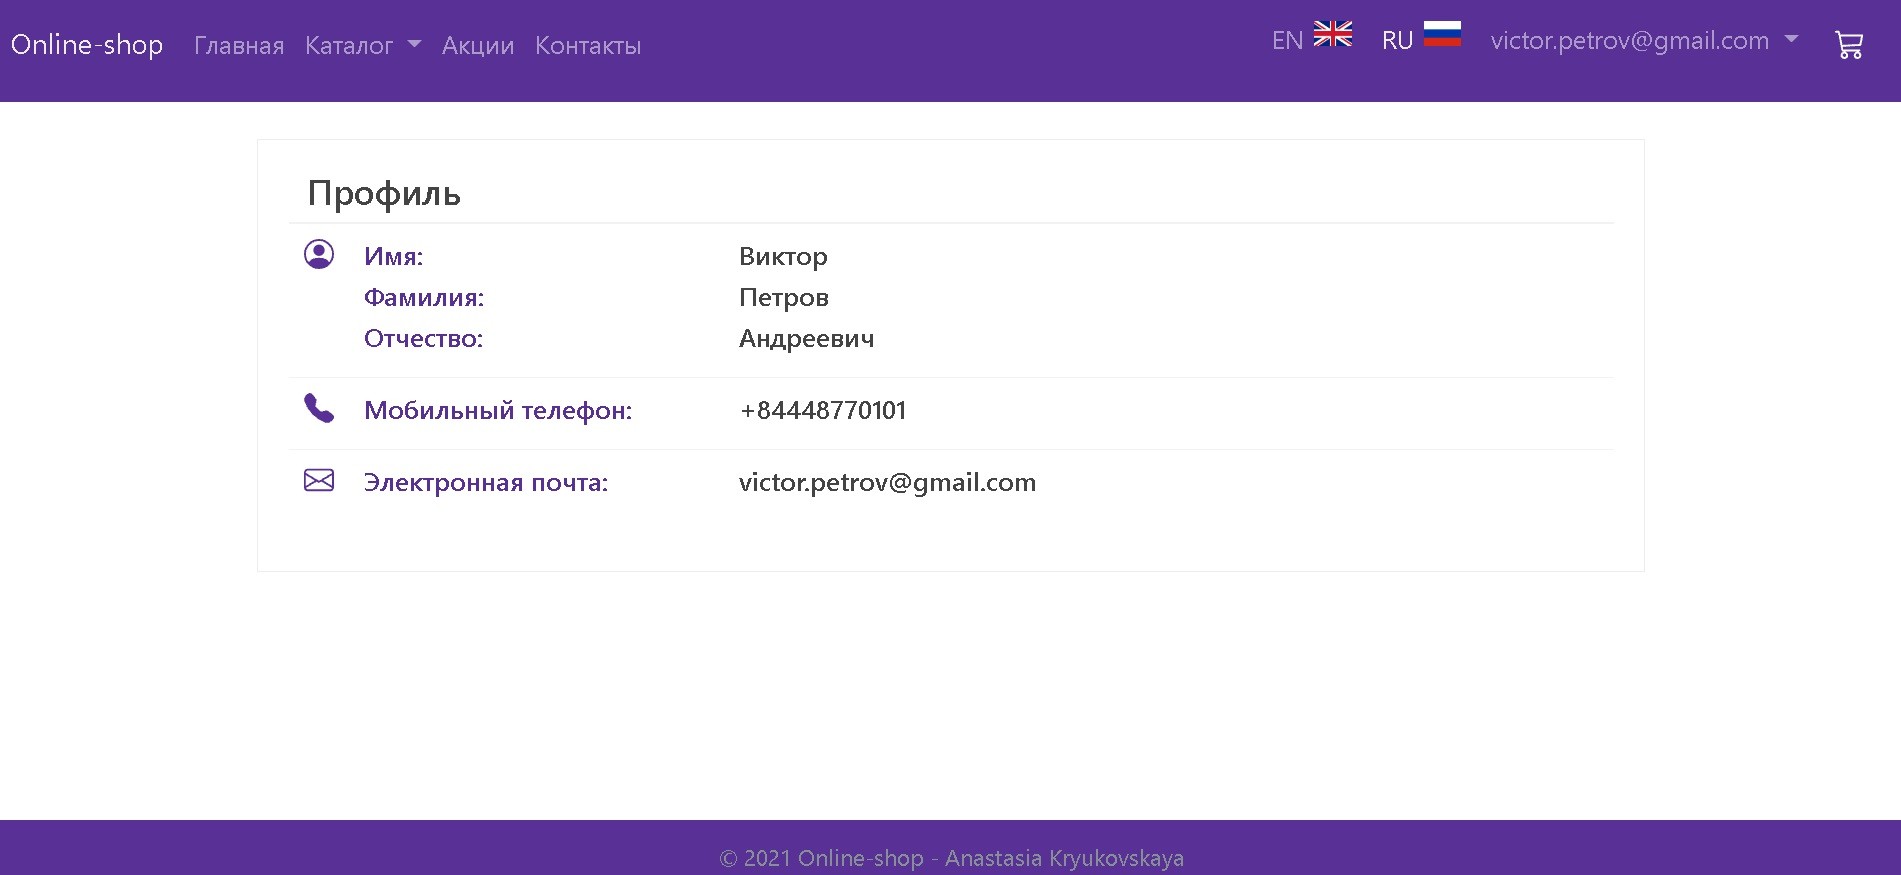 Online-shop Главная Каталог Акции Контакты EN RU victor.petrov@gmail.com
Профиль
Имя: Виктор
Фамилия: Петров
Отчество: Андреевич
Мобильный телефон: +84448770101
Электронная почта: victor.petrov@gmail.com
© 2021 Online-shop - Anastasia Kryukovskaya